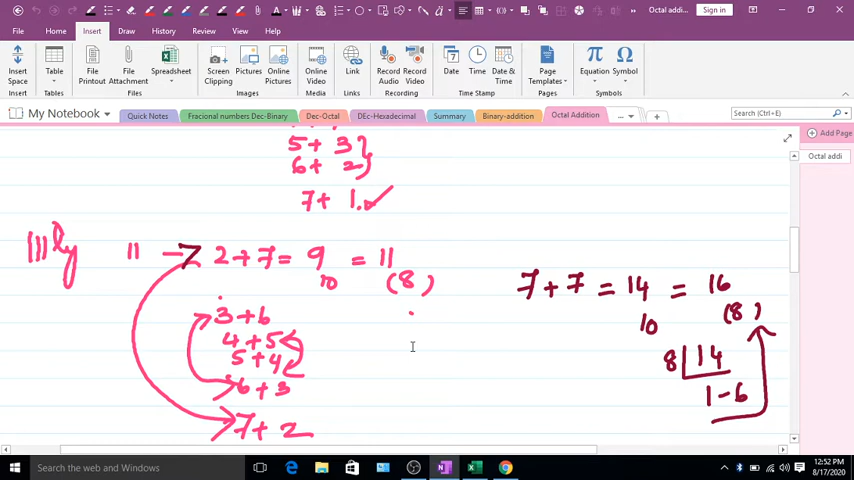 Octal addi...
Sign in
File Home Insert Draw History Review View Help
Insert Space
Table
File Printout
File Attachment
Spreadsheet
Screen Clipping
Pictures
Online Pictures
Online Video
Link
Record Audio
Record Video
Date
Time
Date & Time
Page Templates
Equation
Symbol
Insert Tables Files Images Media Links Recording Time Stamp Pages Symbols
My Notebook Quick Notes Fractional numbers Dec-Binary Dec-Octal DEc-Hexadecimal Summary Binary-addition Octal Addition ... + Search (Ctrl+E)
Add Page
Octal addi
5 + 3
6 + 2
7 + 1.
|||ly 11 - 7 2 + 7 = 9 = 11
10 (8)
3 + 6
4 + 5
5 + 4
6 + 3
7 + 2
7 + 7 = 14 = 16
10 (8)
8 14
1 - 6
Search the web and Windows
12:52 PM
8/17/2020